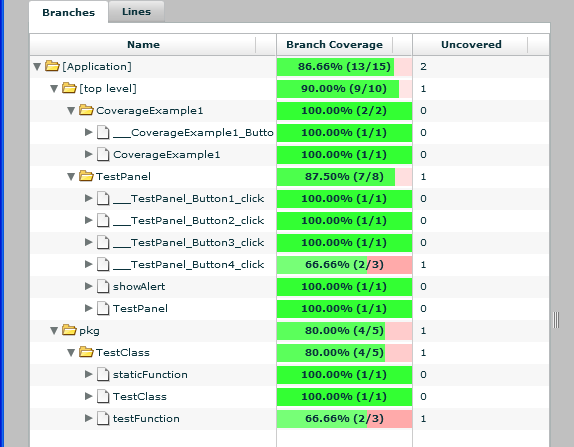 Branches Lines
Name Branch Coverage Uncovered
[Application] 86.66% (13/15) 2
[top level] 90.00% (9/10) 1
CoverageExample1 100.00% (2/2) 0
___CoverageExample1_Butto 100.00% (1/1) 0
CoverageExample1 100.00% (1/1) 0
TestPanel 87.50% (7/8) 1
___TestPanel_Button1_click 100.00% (1/1) 0
___TestPanel_Button2_click 100.00% (1/1) 0
___TestPanel_Button3_click 100.00% (1/1) 0
___TestPanel_Button4_click 66.66% (2/3) 1
showAlert 100.00% (1/1) 0
TestPanel 100.00% (1/1) 0
pkg 80.00% (4/5) 1
TestClass 80.00% (4/5) 1
staticFunction 100.00% (1/1) 0
TestClass 100.00% (1/1) 0
testFunction 66.66% (2/3) 1